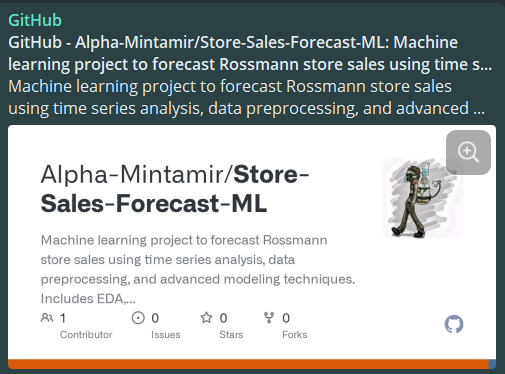 GitHub
GitHub - Alpha-Mintamir/Store-Sales-Forecast-ML: Machine
learning project to forecast Rossmann store sales using time s...
Machine learning project to forecast Rossmann store sales
using time series analysis, data preprocessing, and advanced ...
Alpha-Mintamir/Store-
Sales-Forecast-ML
Machine learning project to forecast Rossmann
store sales using time series analysis, data
preprocessing, and advanced modeling techniques.
Includes EDA,...
1 0 0 0
Contributor Issues Stars Forks